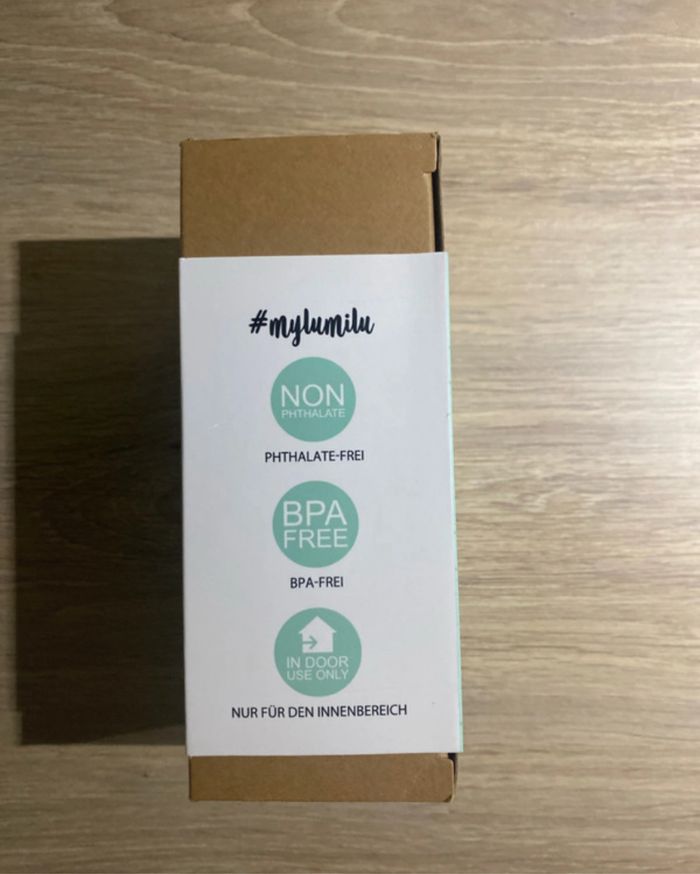 #mylumilu
NON
PHTHALATE
PHTHALATE-FREI
BPA
FREE
BPA-FREI
IN DOOR
USE ONLY
NUR FÜR DEN INNENBEREICH